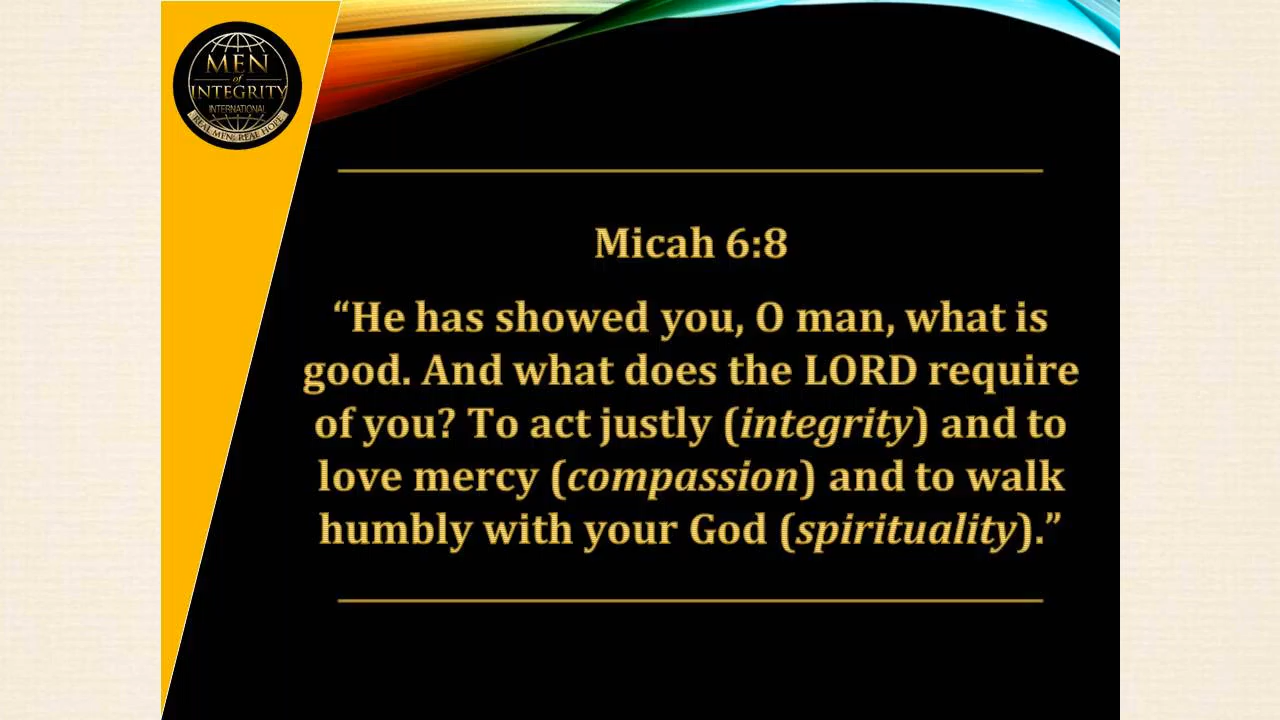 MEN
of
INTEGRITY
INTERNATIONAL
REAL MEN: REAL HOPE
Micah 6:8
“He has showed you, O man, what is
good. And what does the LORD require
of you? To act justly (integrity) and to
love mercy (compassion) and to walk
humbly with your God (spirituality).”